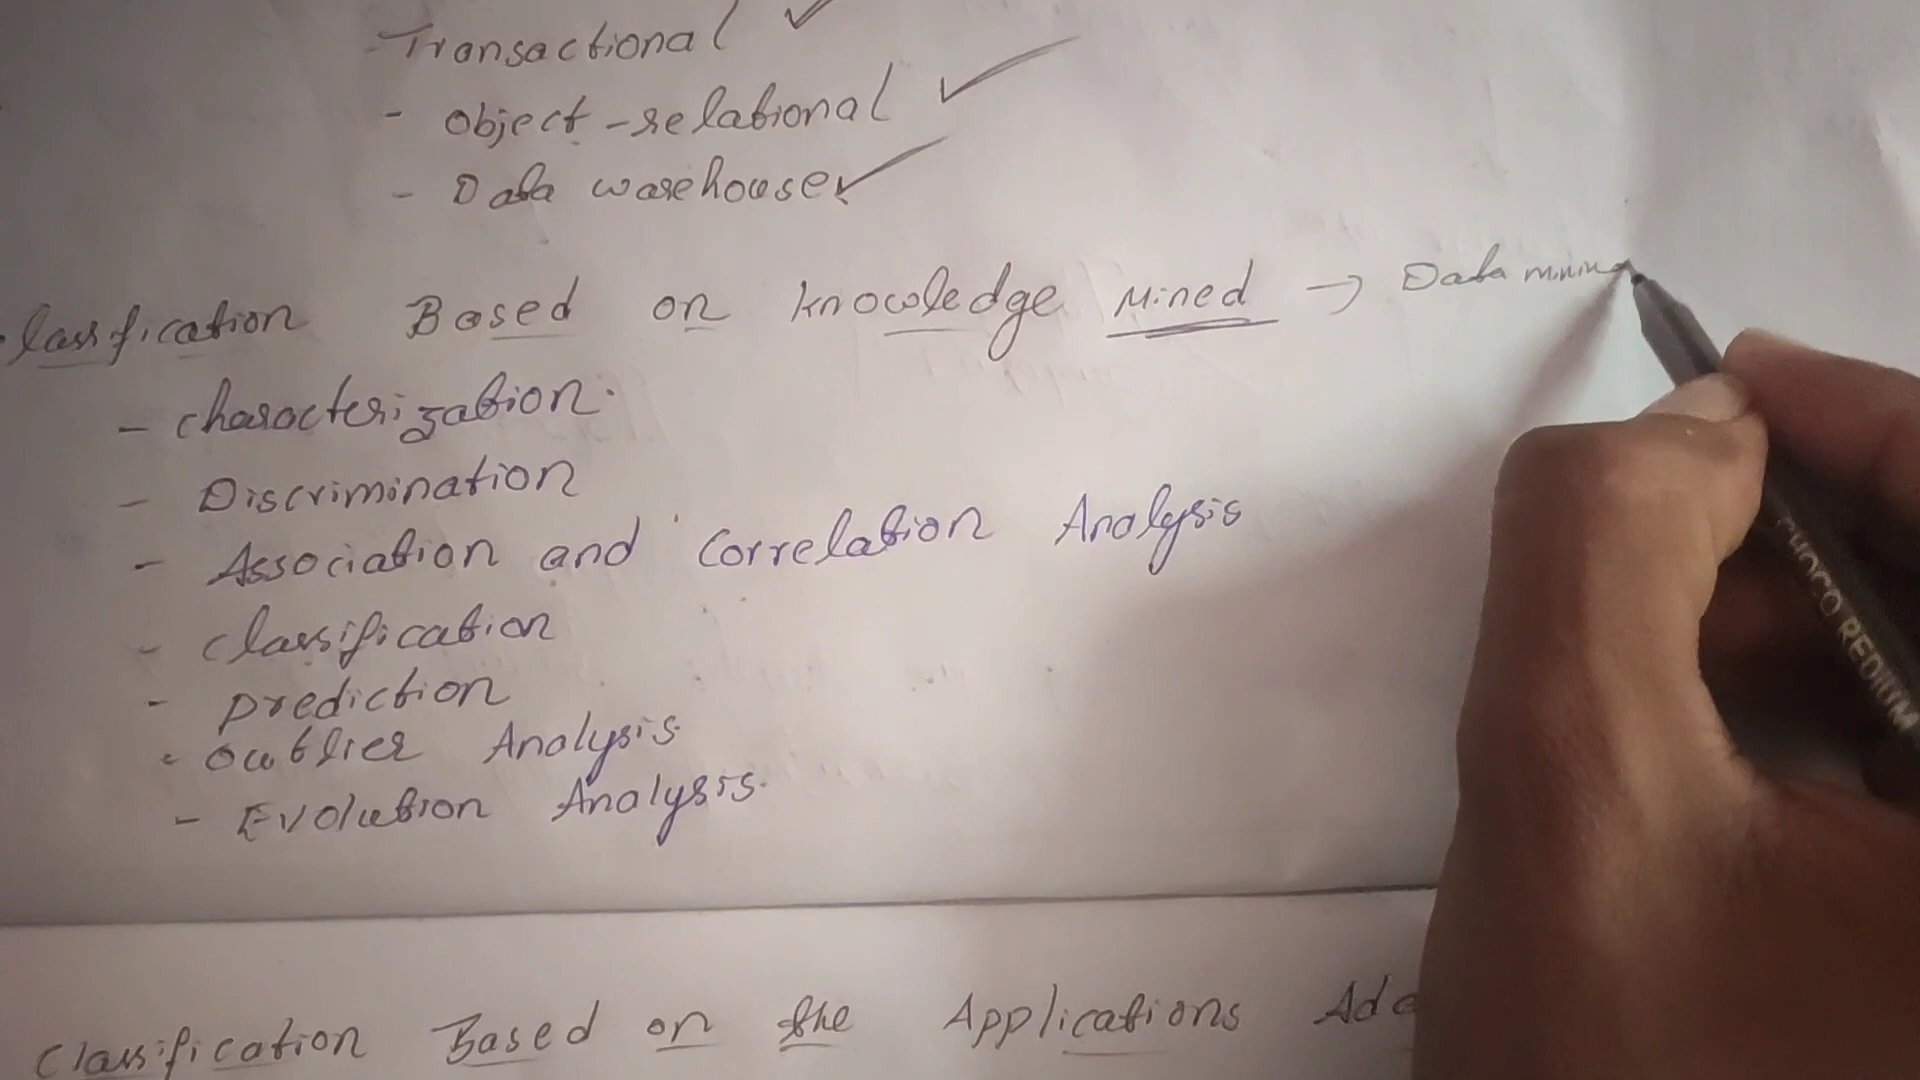 - Transactional ✓
- object-relational ✓
- Data warehouse ✓
classification Based on knowledge Mined → Data mining
- characterization.
- Discrimination
- Association and correlation Analysis
- classification
- prediction
- outlier Analysis.
- Evolution Analysis.
classification Based on the Applications